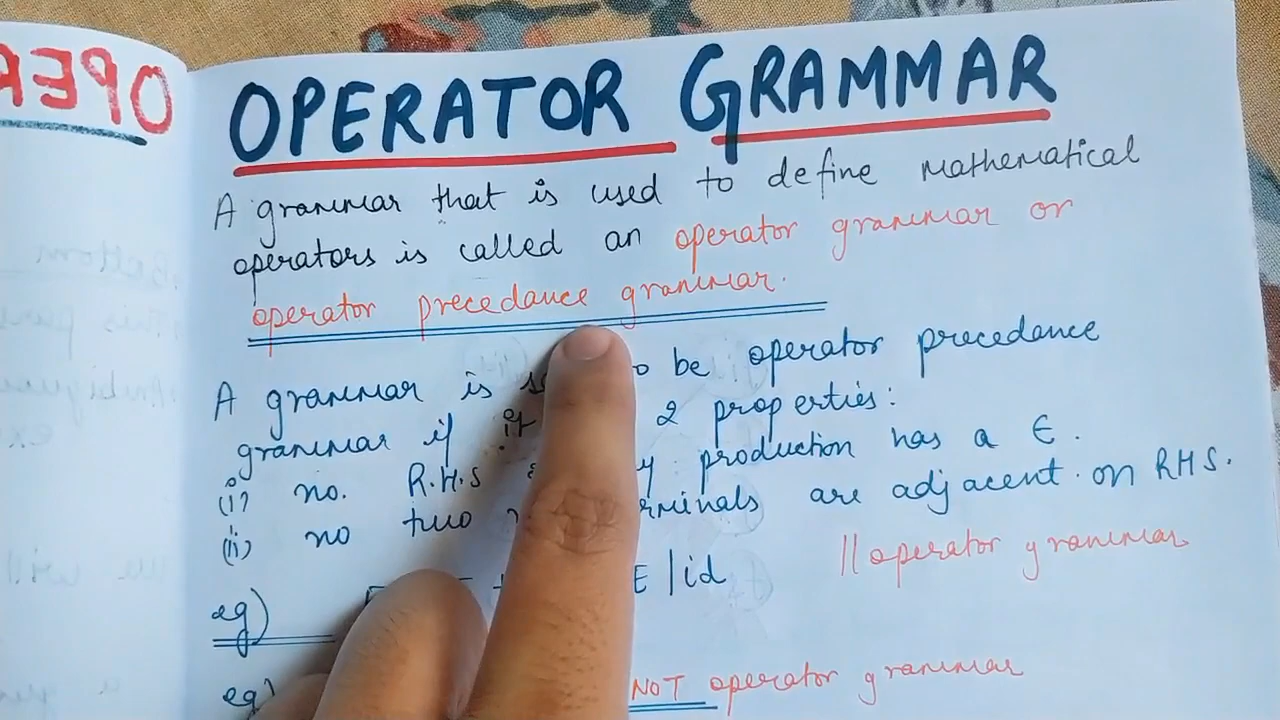 OPERATOR GRAMMAR
A grammar that is used to define mathematical
operators is called an operator grammar or
operator precedance grammar.
A grammar is to be operator precedance
grammar if it 2 properties:
(i) no. R.H.S production has a ϵ.
(ii) no two are adjacent on RHS.
eg) E | id // operator grammar
eg) NOT operator grammar